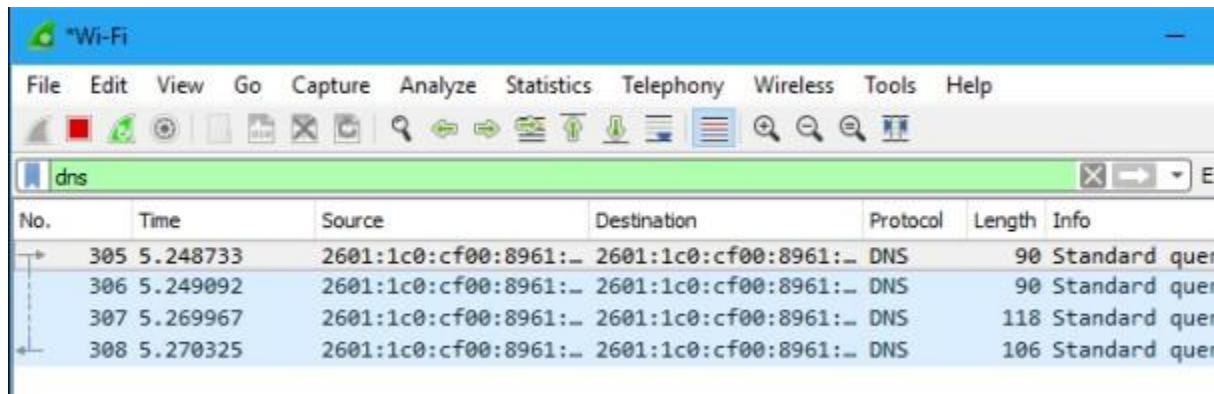 *Wi-Fi
File Edit View Go Capture Analyze Statistics Telephony Wireless Tools Help
dns E
No. Time Source Destination Protocol Length Info
305 5.248733 2601:1c0:cf00:8961:… 2601:1c0:cf00:8961:… DNS 90 Standard quer
306 5.249092 2601:1c0:cf00:8961:… 2601:1c0:cf00:8961:… DNS 90 Standard quer
307 5.269967 2601:1c0:cf00:8961:… 2601:1c0:cf00:8961:… DNS 118 Standard quer
308 5.270325 2601:1c0:cf00:8961:… 2601:1c0:cf00:8961:… DNS 106 Standard quer